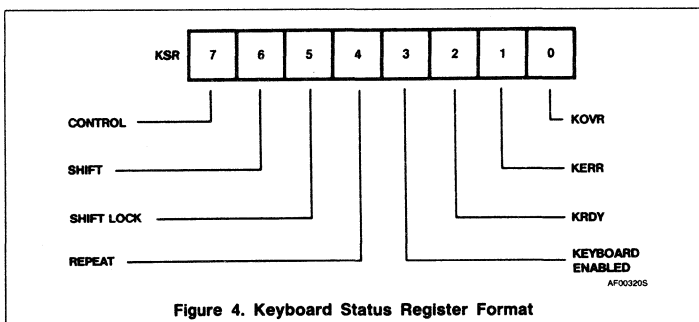 KSR 7 6 5 4 3 2 1 0
CONTROL
KOVR
SHIFT
KERR
SHIFT LOCK
KRDY
REPEAT
KEYBOARD
ENABLED
AF00320S
Figure 4. Keyboard Status Register Format